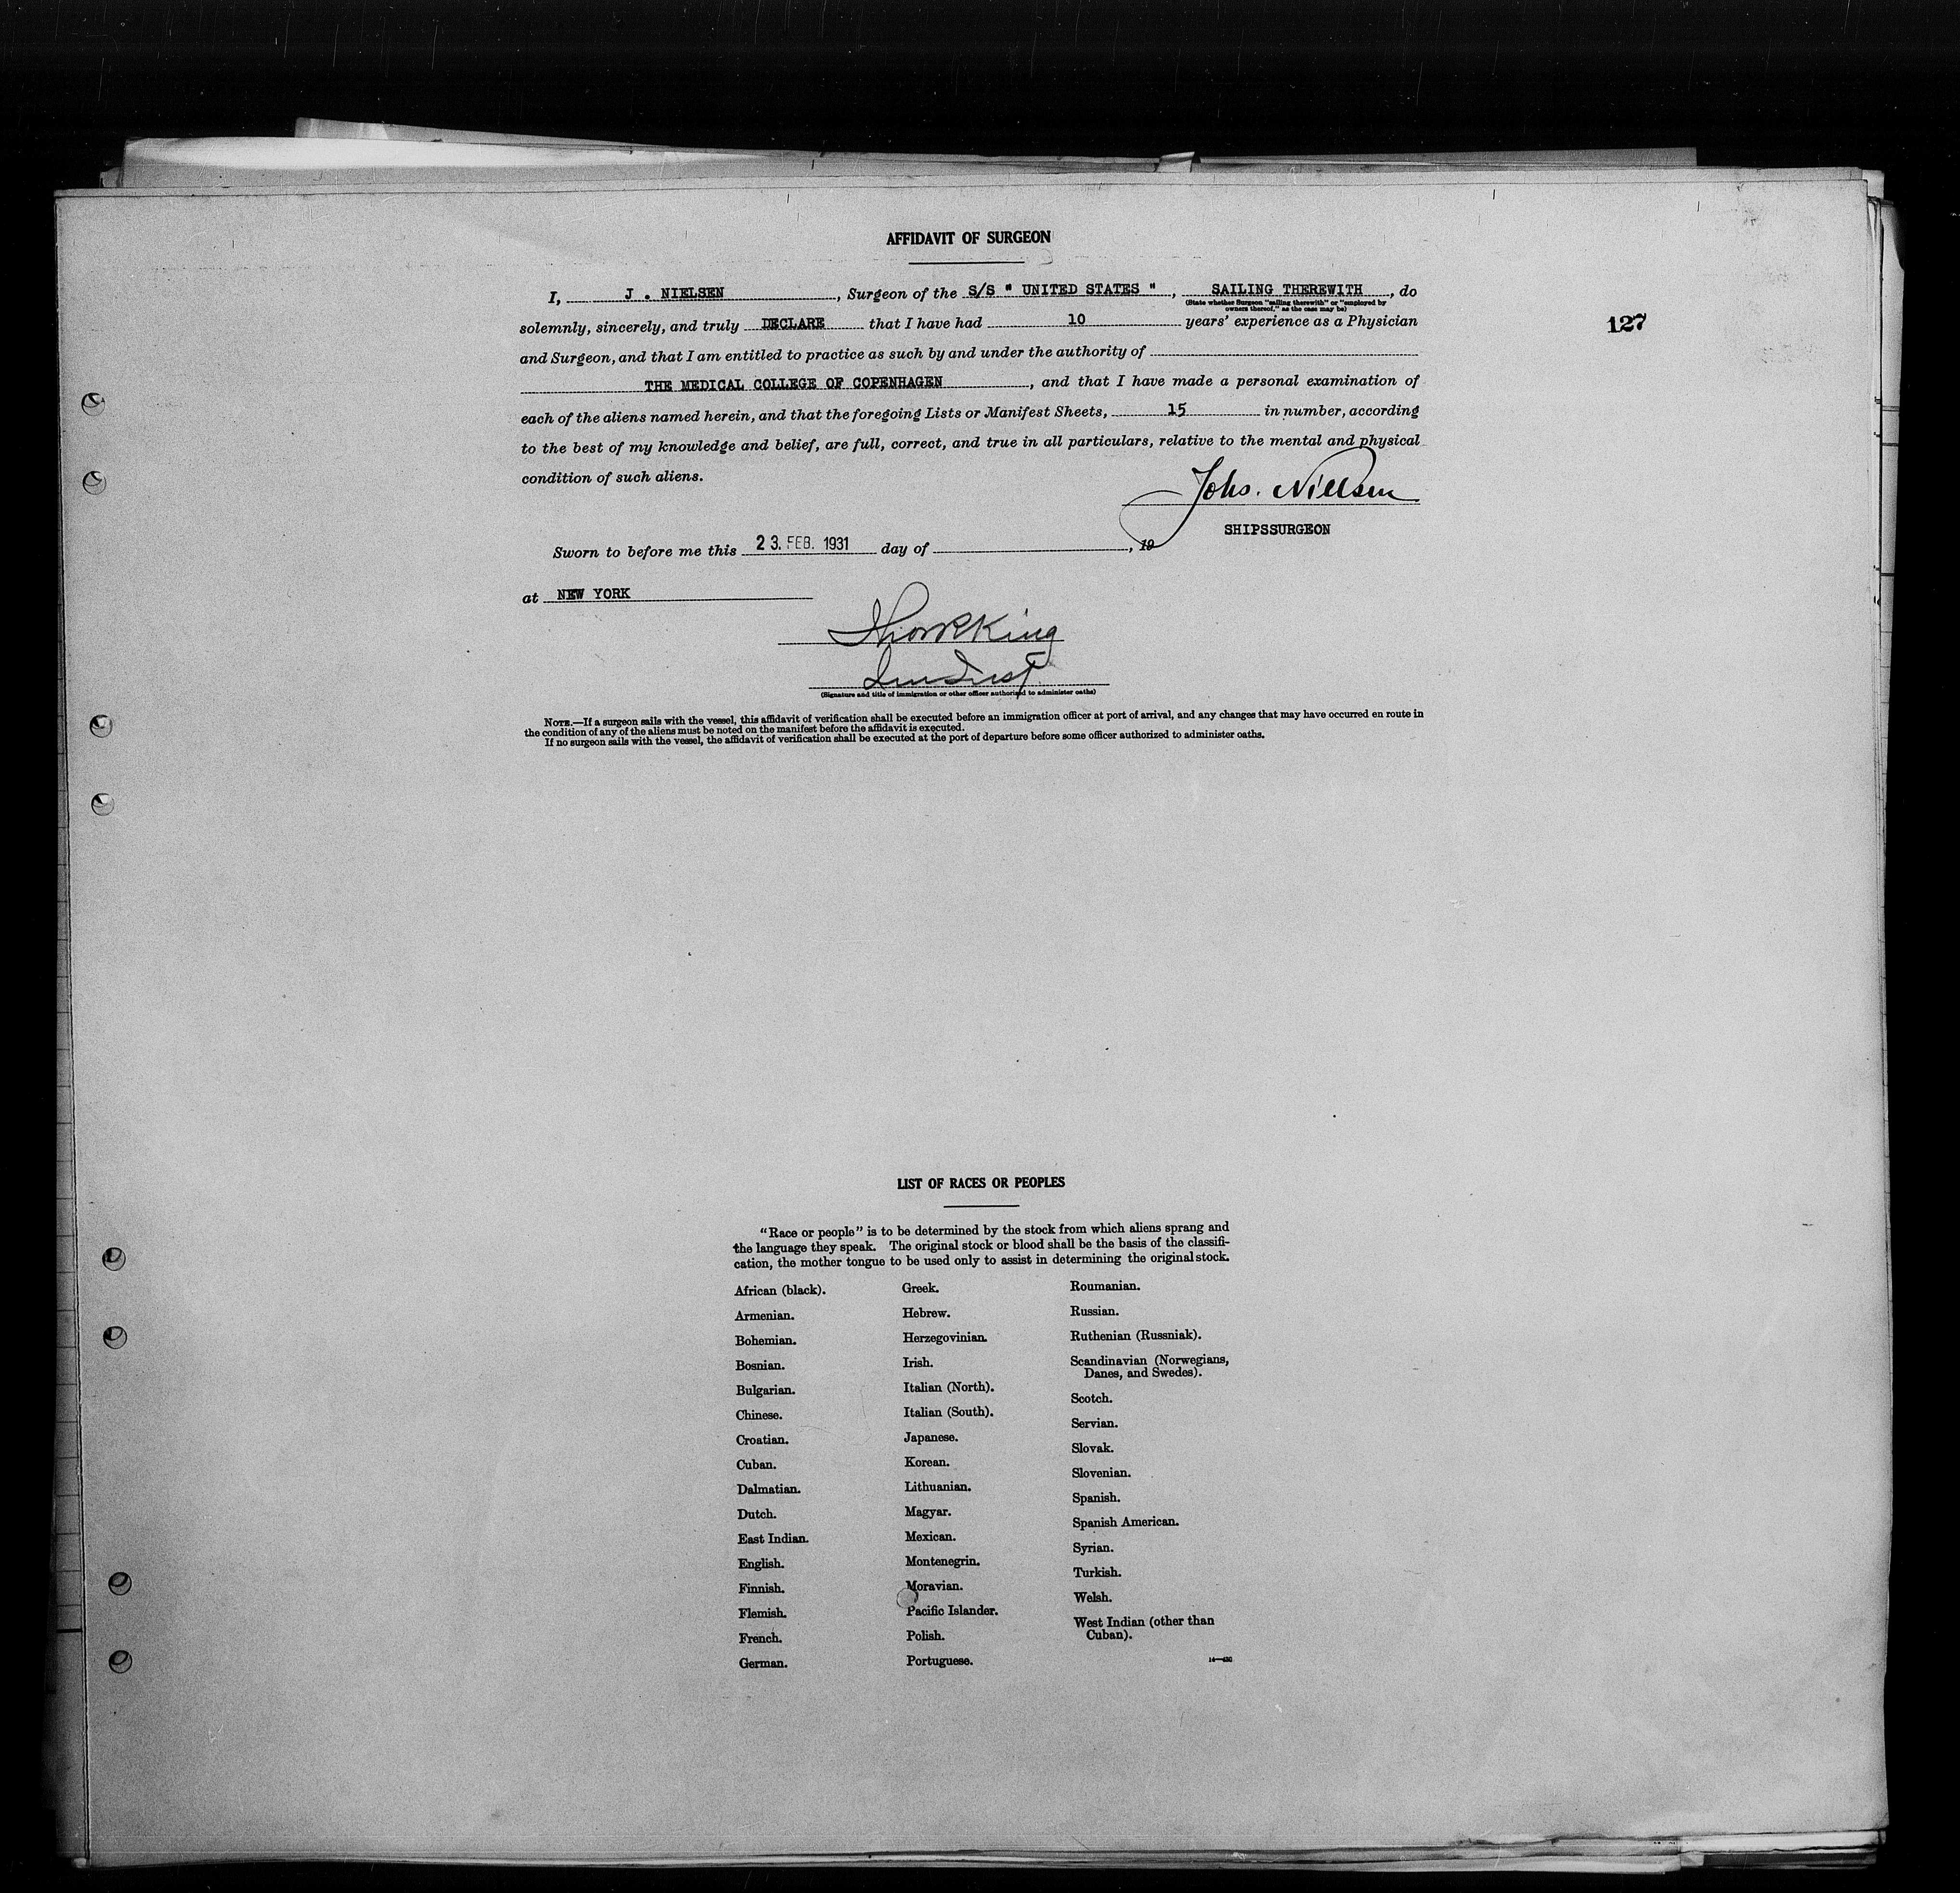 AFFIDAVIT OF SURGEON
I, J . NIELSEN, Surgeon of the S/S " UNITED STATES ", SAILING THEREWITH, do
(State whether Surgeon "sailing therewith" or "employed by
owners thereof," as the case may be)
solemnly, sincerely, and truly DECLARE that I have had 10 years' experience as a Physician
127
and Surgeon, and that I am entitled to practice as such by and under the authority of
THE MEDICAL COLLEGE OF COPENHAGEN, and that I have made a personal examination of
each of the aliens named herein, and that the foregoing Lists or Manifest Sheets, 15 in number, according
to the best of my knowledge and belief, are full, correct, and true in all particulars, relative to the mental and physical
condition of such aliens.
Johs. Nielsen
SHIPSSURGEON
Sworn to before me this 23. FEB. 1931 day of , 19
at NEW YORK
King
(Signature and title of immigration or other officer authorized to administer oaths)
NOTE.—If a surgeon sails with the vessel, this affidavit of verification shall be executed before an immigration officer at port of arrival, and any changes that may have occurred en route in
the condition of any of the aliens must be noted on the manifest before the affidavit is executed.
If no surgeon sails with the vessel, the affidavit of verification shall be executed at the port of departure before some officer authorized to administer oaths.
LIST OF RACES OR PEOPLES
"Race or people" is to be determined by the stock from which aliens sprang and
the language they speak. The original stock or blood shall be the basis of the classifi-
cation, the mother tongue to be used only to assist in determining the original stock.
African (black).
Armenian.
Bohemian.
Bosnian.
Bulgarian.
Chinese.
Croatian.
Cuban.
Dalmatian.
Dutch.
East Indian.
English.
Finnish.
Flemish.
French.
German.
Greek.
Hebrew.
Herzegovinian.
Irish.
Italian (North).
Italian (South).
Japanese.
Korean.
Lithuanian.
Magyar.
Mexican.
Montenegrin.
Moravian.
Pacific Islander.
Polish.
Portuguese.
Roumanian.
Russian.
Ruthenian (Russniak).
Scandinavian (Norwegians,
Danes, and Swedes).
Scotch.
Servian.
Slovak.
Slovenian.
Spanish.
Spanish American.
Syrian.
Turkish.
Welsh.
West Indian (other than
Cuban).